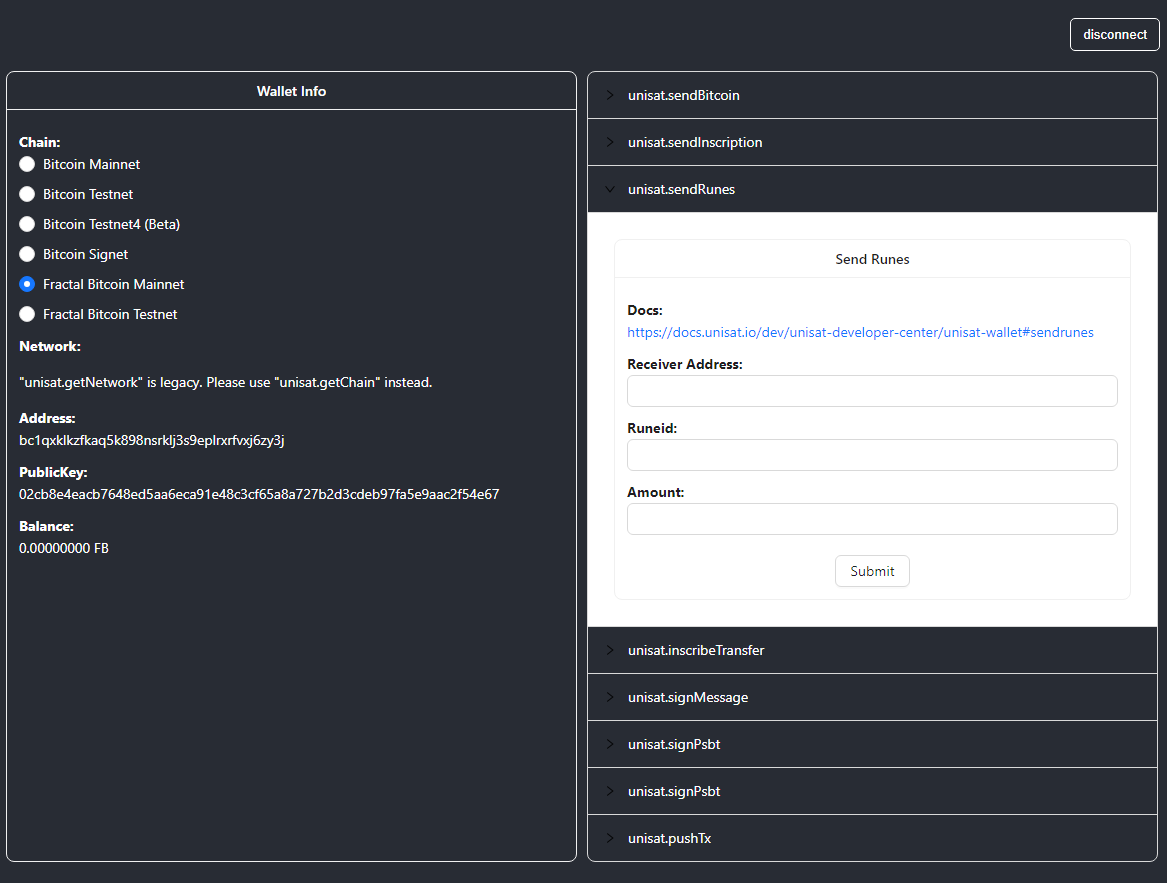 disconnect
Wallet Info
Chain:
Bitcoin Mainnet
Bitcoin Testnet
Bitcoin Testnet4 (Beta)
Bitcoin Signet
Fractal Bitcoin Mainnet
Fractal Bitcoin Testnet
Network:
"unisat.getNetwork" is legacy. Please use "unisat.getChain" instead.
Address:
bc1qxklkzfkaq5k898nsrklj3s9eplrxrfvxj6zy3j
PublicKey:
02cb8e4eacb7648ed5aa6eca91e48c3cf65a8a727b2d3cdeb97fa5e9aac2f54e67
Balance:
0.00000000 FB
unisat.sendBitcoin
unisat.sendInscription
unisat.sendRunes
Send Runes
Docs:
https://docs.unisat.io/dev/unisat-developer-center/unisat-wallet#sendrunes
Receiver Address:
Runeid:
Amount:
Submit
unisat.inscribeTransfer
unisat.signMessage
unisat.signPsbt
unisat.signPsbt
unisat.pushTx